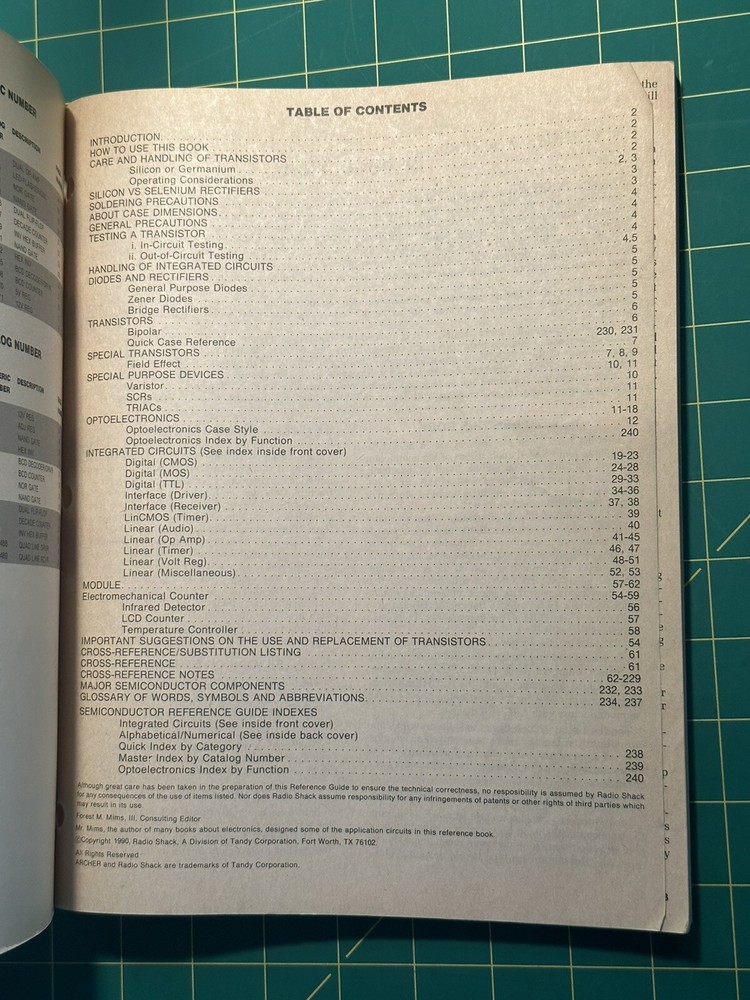 TABLE OF CONTENTS
INTRODUCTION 2
HOW TO USE THIS BOOK 2
CARE AND HANDLING OF TRANSISTORS
Silicon or Germanium 2
Operating Considerations 2, 3
SILICON VS SELENIUM RECTIFIERS 3
SOLDERING PRECAUTIONS 3
ABOUT CASE DIMENSIONS 4
GENERAL PRECAUTIONS 4
TESTING A TRANSISTOR 4
i. In-Circuit Testing 4
ii. Out-of-Circuit Testing 4,5
HANDLING OF INTEGRATED CIRCUITS 5
DIODES AND RECTIFIERS 5
General Purpose Diodes 5
Zener Diodes 5
Bridge Rectifiers 5
TRANSISTORS 6
Bipolar 6
Quick Case Reference 230, 231
SPECIAL TRANSISTORS 7
Field Effect 7, 8, 9
SPECIAL PURPOSE DEVICES 10, 11
Varistor 10
SCRs 11
TRIACs 11
OPTOELECTRONICS 11-18
Optoelectronics Case Style 12
Optoelectronics Index by Function 240
INTEGRATED CIRCUITS (See index inside front cover)
Digital (CMOS) 19-23
Digital (MOS) 24-28
Digital (TTL) 29-33
Interface (Driver) 34-36
Interface (Receiver) 37, 38
LinCMOS (Timer) 39
Linear (Audio) 40
Linear (Op Amp) 41-45
Linear (Timer) 46, 47
Linear (Volt Reg) 48-51
Linear (Miscellaneous) 52, 53
MODULE 57-62
Electromechanical Counter 54-59
Infrared Detector 56
LCD Counter 57
Temperature Controller 58
IMPORTANT SUGGESTIONS ON THE USE AND REPLACEMENT OF TRANSISTORS 54
CROSS-REFERENCE/SUBSTITUTION LISTING 61
CROSS-REFERENCE 61
CROSS-REFERENCE NOTES 62-229
MAJOR SEMICONDUCTOR COMPONENTS 232, 233
GLOSSARY OF WORDS, SYMBOLS AND ABBREVIATIONS 234, 237
SEMICONDUCTOR REFERENCE GUIDE INDEXES
Integrated Circuits (See inside front cover)
Alphabetical/Numerical (See inside back cover)
Quick Index by Category 238
Master Index by Catalog Number 239
Optoelectronics Index by Function 240
Although great care has been taken in the preparation of this Reference Guide to ensure the technical correctness, no resposibility is assumed by Radio Shack
for any consequences of the use of items listed. Nor does Radio Shack assume responsibility for any infringements of patents or other rights of third parties which
may result in its use.
Forest M. Mims, III, Consulting Editor
Mr. Mims, the author of many books about electronics, designed some of the application circuits in this reference book.
©Copyright 1990, Radio Shack, A Division of Tandy Corporation, Fort Worth, TX 76102.
All Rights Reserved
ARCHER and Radio Shack are trademarks of Tandy Corporation.